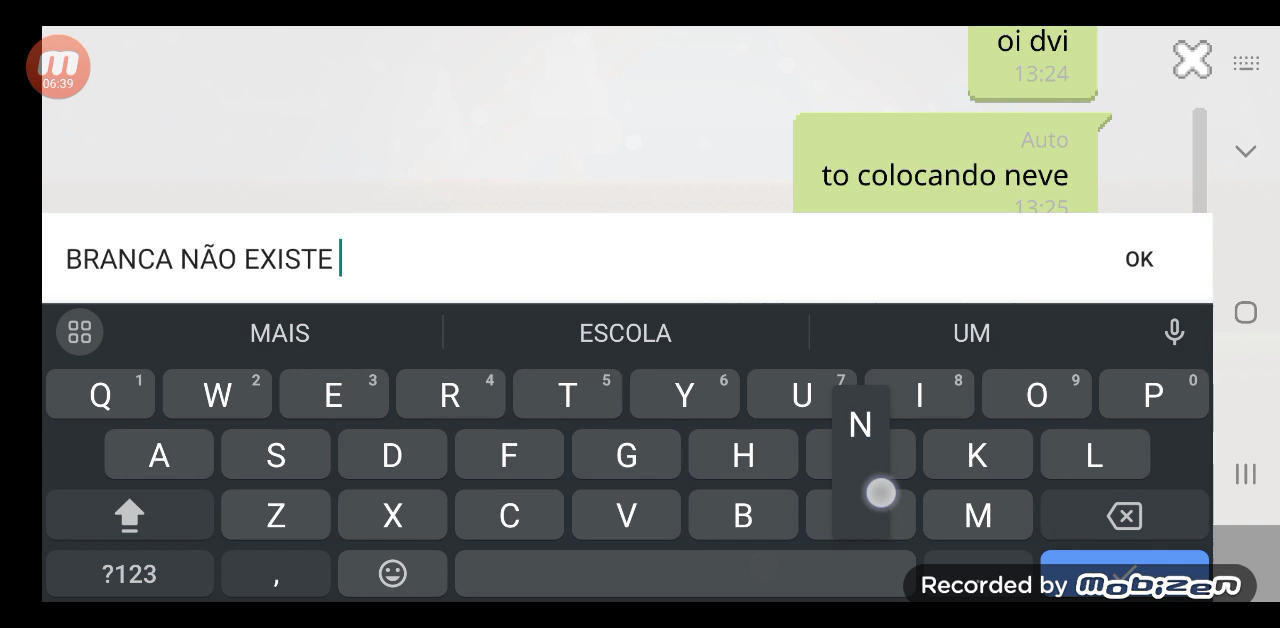 m
06:39
oi dvi
13:24
Auto
to colocando neve
13:25
BRANCA NÃO EXISTE
OK
MAIS ESCOLA UM
Q 1 W 2 E 3 R 4 T 5 Y 6 U 7 I 8 O 9 P 0
N
A S D F G H K L
Z X C V B M
?123 ,
Recorded by mobizen